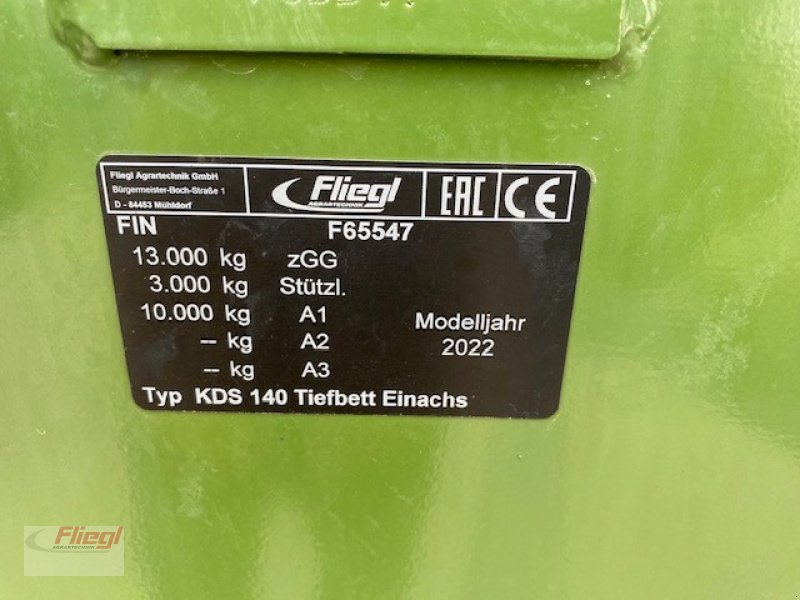 Fliegl Agrartechnik GmbH
Bürgermeister-Boch-Straße 1
D - 84453 Mühldorf
Fliegl
AGRARTECHNIK
EAC CE
FIN F65547
13.000 kg zGG
3.000 kg Stützl.
10.000 kg A1
-- kg A2
-- kg A3
Modelljahr
2022
Typ KDS 140 Tiefbett Einachs
Fliegl
AGRARTECHNIK